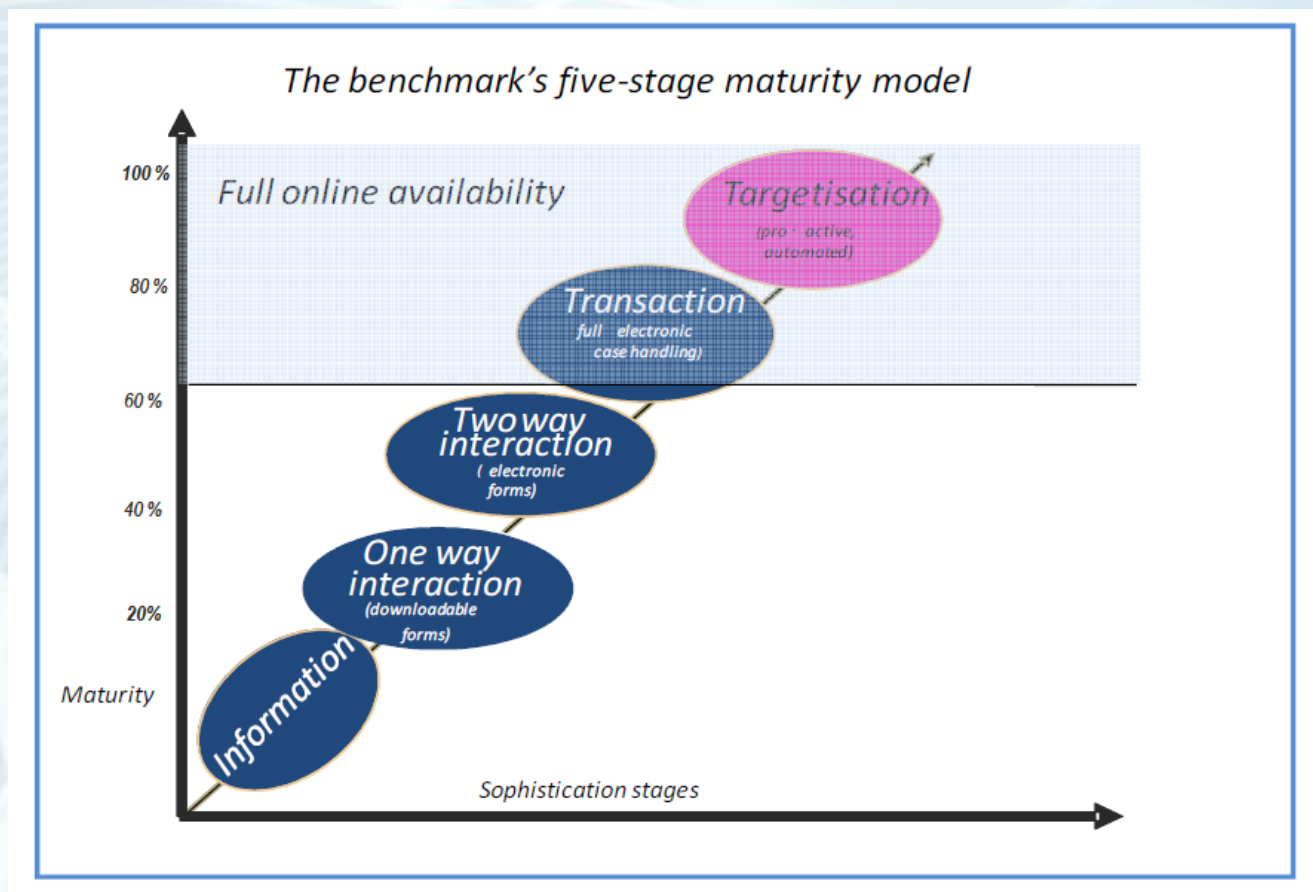 The benchmark's five-stage maturity model
100 %
Full online availability
Targetisation
(pro - active,
automated)
80 %
Transaction
full electronic
case handling)
60 %
Two way
interaction
( electronic
forms)
40 %
One way
interaction
(downloadable
forms)
20%
Information
Maturity
Sophistication stages